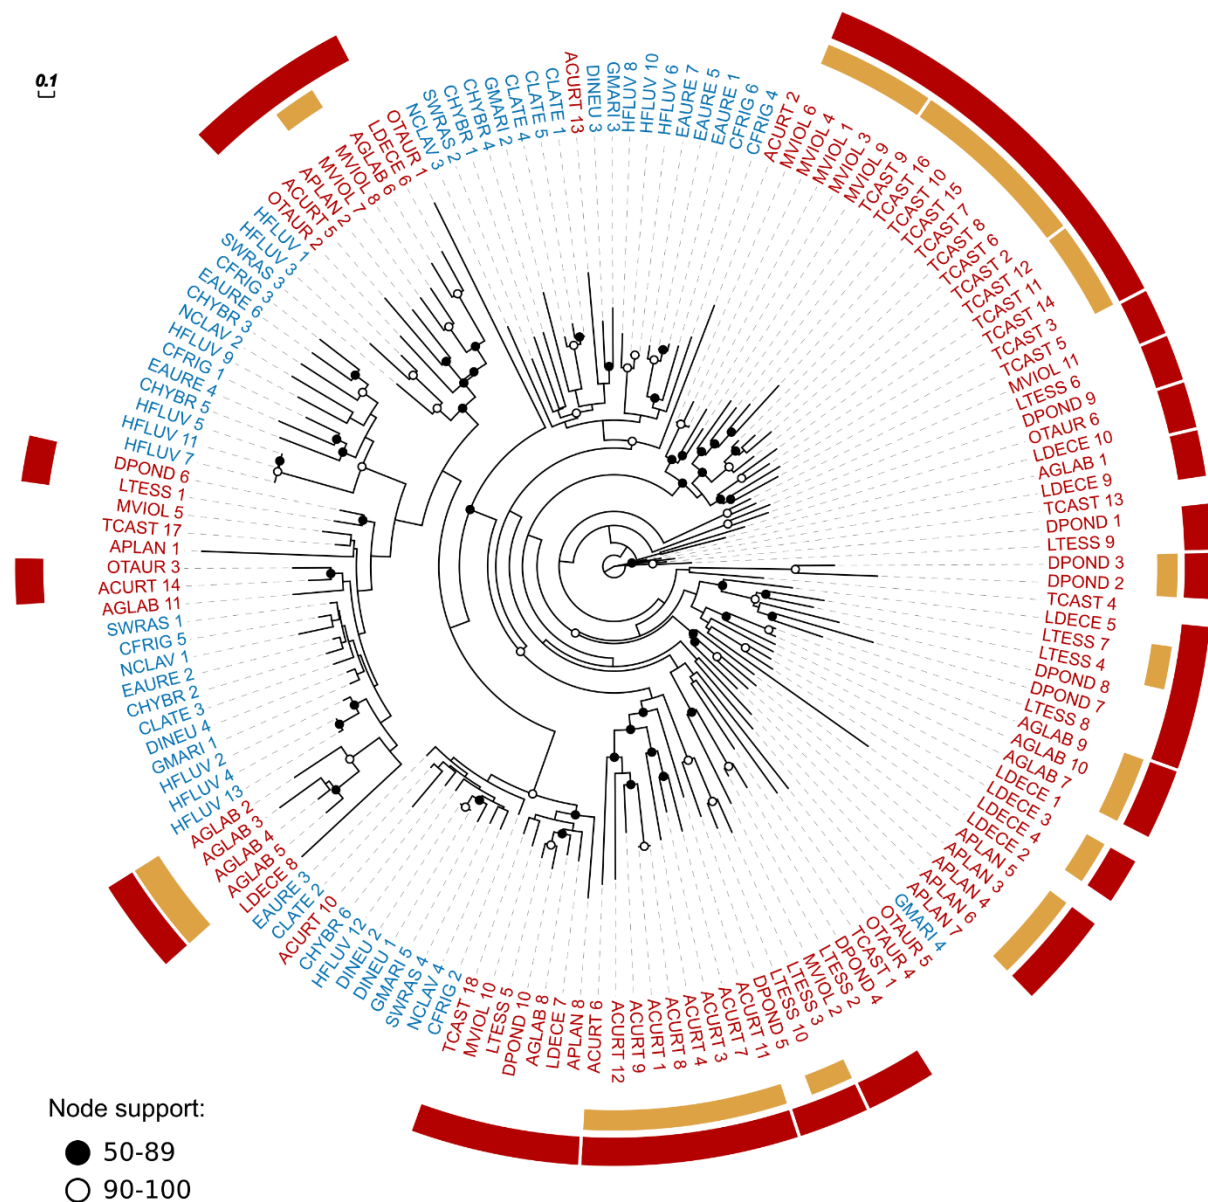 0.1
OTAUR 1
NCLAV 3
SWRAS 2
CHYBR 1
CHYBR 4
GMARI 2
CLATE 4
CLATE 5
CLATE 1
ACURT 13
DINEU 3
GMARI 3
HFLUV 8
HFLUV 10
HFLUV 6
EAURE 7
EAURE 5
EAURE 1
CFRIG 6
CFRIG 4
ACURT 2
MVIOL 6
MVIOL 4
MVIOL 1
MVIOL 3
MVIOL 9
TCAST 9
TCAST 16
TCAST 10
TCAST 15
TCAST 7
TCAST 8
TCAST 6
TCAST 2
TCAST 12
TCAST 11
TCAST 14
TCAST 3
TCAST 5
MVIOL 11
LTESS 6
DPOND 9
OTAUR 6
LDECE 10
AGLAB 1
LDECE 9
TCAST 13
DPOND 1
LTESS 9
DPOND 3
DPOND 2
TCAST 4
LDECE 5
LTESS 7
LTESS 4
DPOND 8
DPOND 7
LTESS 8
AGLAB 9
AGLAB 10
AGLAB 7
LDECE 1
LDECE 3
LDECE 4
LDECE 2
APLAN 5
APLAN 3
APLAN 4
APLAN 6
APLAN 7
GMARI 4
OTAUR 5
OTAUR 4
TCAST 1
DPOND 4
LTESS 2
MVIOL 2
LTESS 3
LTESS 10
DPOND 5
ACURT 11
ACURT 7
ACURT 3
ACURT 4
ACURT 8
ACURT 1
ACURT 9
ACURT 12
ACURT 6
APLAN 8
LDECE 7
AGLAB 8
DPOND 10
LTESS 5
MVIOL 10
TCAST 18
CFRIG 2
NCLAV 4
SWRAS 4
GMARI 5
DINEU 1
DINEU 2
HFLUV 12
CHYBR 6
ACURT 10
CLATE 2
EAURE 3
LDECE 8
AGLAB 5
AGLAB 4
AGLAB 3
AGLAB 2
HFLUV 13
HFLUV 4
HFLUV 2
GMARI 1
DINEU 4
CLATE 3
CHYBR 2
EAURE 2
NCLAV 1
CFRIG 5
SWRAS 1
AGLAB 11
ACURT 14
OTAUR 3
APLAN 1
TCAST 17
MVIOL 5
LTESS 1
DPOND 6
HFLUV 7
HFLUV 11
HFLUV 5
CHYBR 5
EAURE 4
CFRIG 1
HFLUV 9
NCLAV 2
CHYBR 3
EAURE 6
CFRIG 3
SWRAS 3
HFLUV 3
HFLUV 1
OTAUR 2
ACURT 5
APLAN 2
MVIOL 7
MVIOL 8
AGLAB 6
LDECE 6
Node support:
50-89
90-100